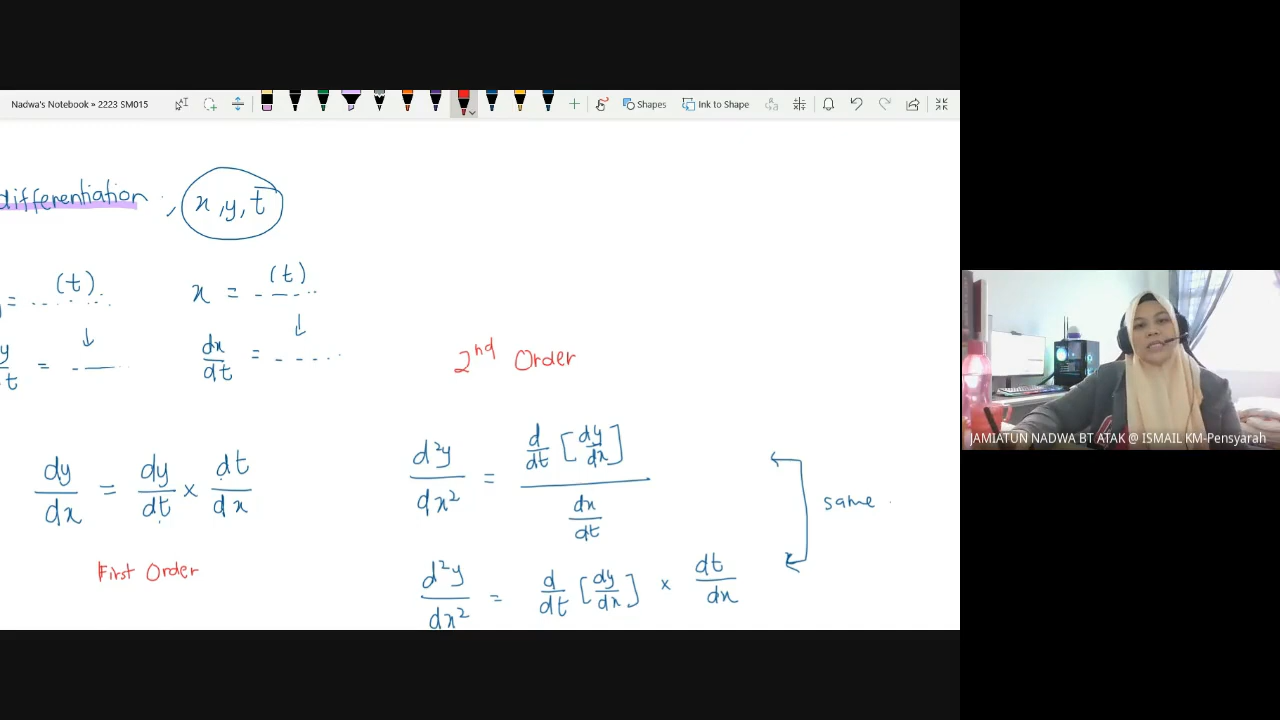 Nadwa's Notebook » 2223 SM015
Shapes
Ink to Shape
differentiation , x, y, t
= (t) ........
x = (t) ........
y/t = ........
dx/dt = ........
2nd Order
dy/dx = dy/dt × dt/dx
First Order
d²y/dx² = d/dt [dy/dx] / dx/dt
same
d²y/dx² = d/dt [dy/dx] × dt/dx
JAMIATUN NADWA BT ATAK @ ISMAIL KM-Pensyarah